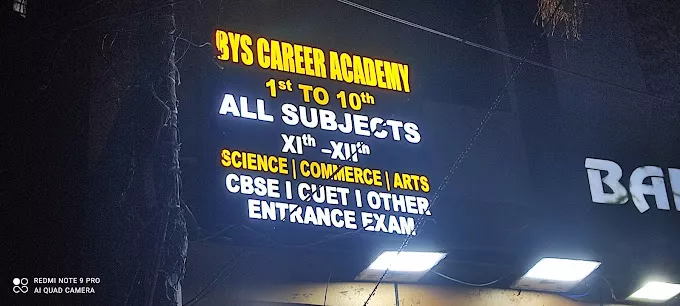 BYS CAREER ACADEMY
1st TO 10th
ALL SUBJECTS
XIth –XIIth
SCIENCE | COMMERCE | ARTS
CBSE I CUET I OTHER
ENTRANCE EXAM
REDMI NOTE 9 PRO
AI QUAD CAMERA